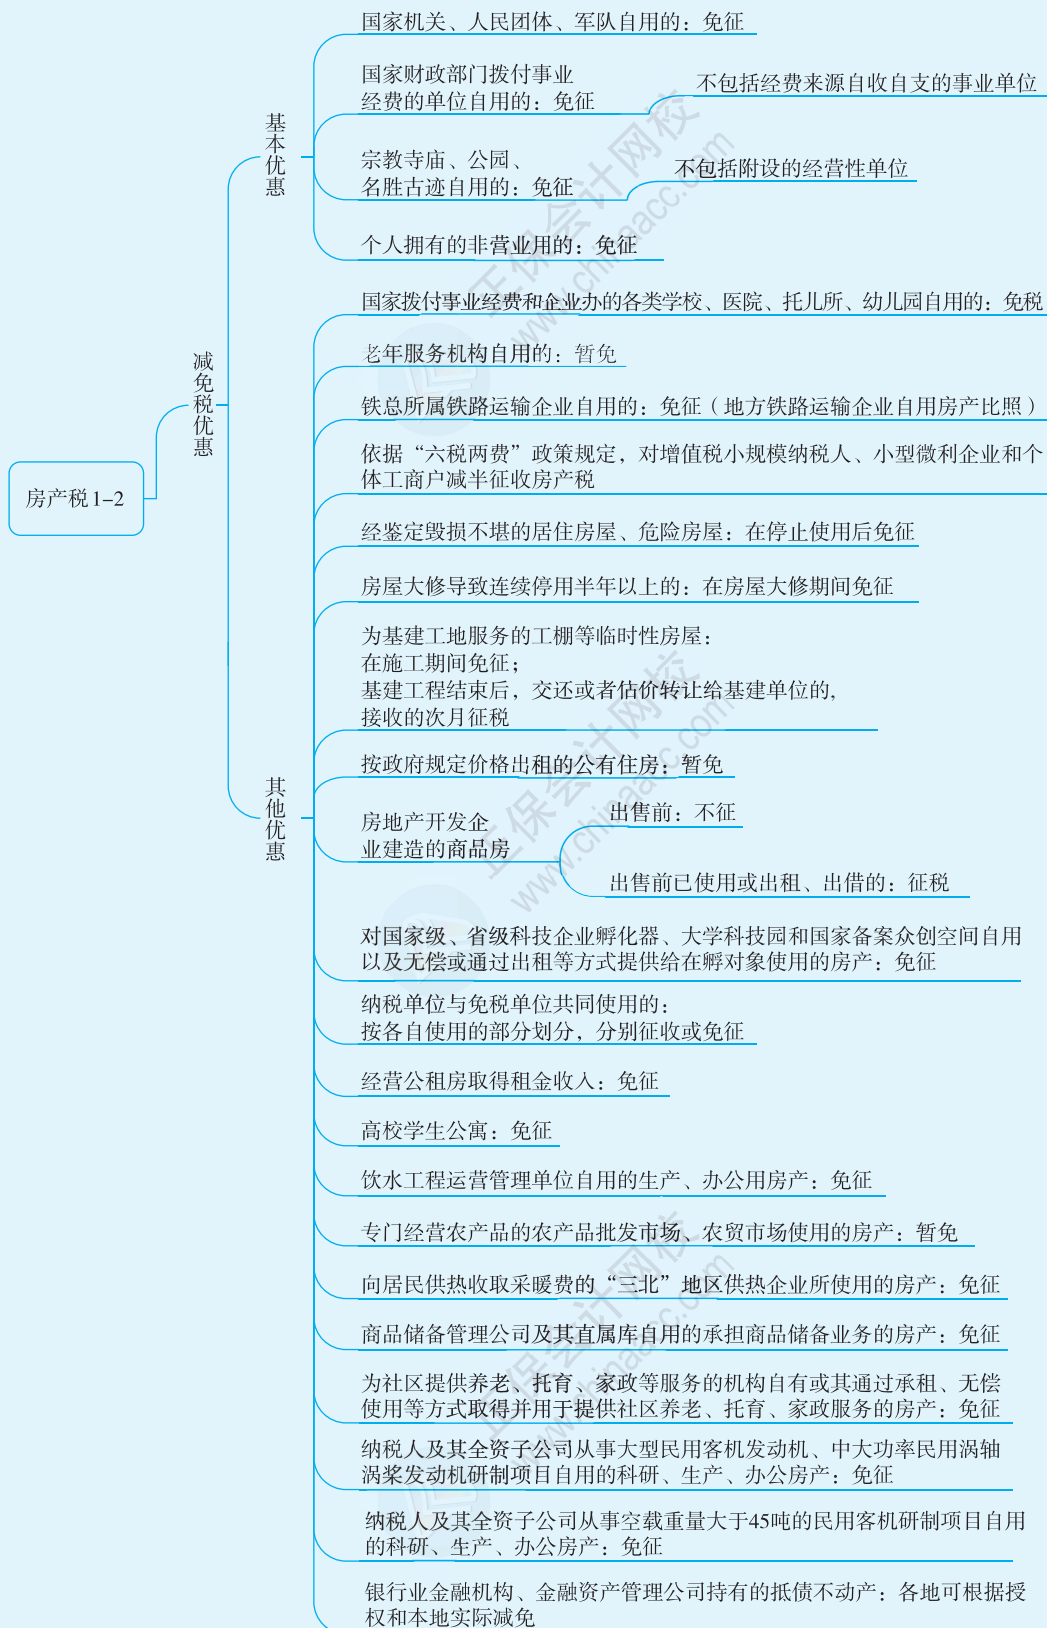 房产税1-2
减免税优惠
基本优惠
国家机关、人民团体、军队自用的：免征
国家财政部门拨付事业
经费的单位自用的：免征
不包括经费来源自收自支的事业单位
宗教寺庙、公园、
名胜古迹自用的：免征
不包括附设的经营性单位
个人拥有的非营业用的：免征
其他优惠
国家拨付事业经费和企业办的各类学校、医院、托儿所、幼儿园自用的：免税
老年服务机构自用的：暂免
铁总所属铁路运输企业自用的：免征（地方铁路运输企业自用房产比照）
依据“六税两费”政策规定，对增值税小规模纳税人、小型微利企业和个
体工商户减半征收房产税
经鉴定毁损不堪的居住房屋、危险房屋：在停止使用后免征
房屋大修导致连续停用半年以上的：在房屋大修期间免征
为基建工地服务的工棚等临时性房屋：
在施工期间免征；
基建工程结束后，交还或者估价转让给基建单位的，
接收的次月征税
按政府规定价格出租的公有住房：暂免
房地产开发企
业建造的商品房
出售前：不征
出售前已使用或出租、出借的：征税
对国家级、省级科技企业孵化器、大学科技园和国家备案众创空间自用
以及无偿或通过出租等方式提供给在孵对象使用的房产：免征
纳税单位与免税单位共同使用的：
按各自使用的部分划分，分别征收或免征
经营公租房取得租金收入：免征
高校学生公寓：免征
饮水工程运营管理单位自用的生产、办公用房产：免征
专门经营农产品的农产品批发市场、农贸市场使用的房产：暂免
向居民供热收取采暖费的“三北”地区供热企业所使用的房产：免征
商品储备管理公司及其直属库自用的承担商品储备业务的房产：免征
为社区提供养老、托育、家政等服务的机构自有或其通过承租、无偿
使用等方式取得并用于提供社区养老、托育、家政服务的房产：免征
纳税人及其全资子公司从事大型民用客机发动机、中大功率民用涡轴
涡桨发动机研制项目自用的科研、生产、办公房产：免征
纳税人及其全资子公司从事空载重量大于45吨的民用客机研制项目自用
的科研、生产、办公房产：免征
银行业金融机构、金融资产管理公司持有的抵债不动产：各地可根据授
权和本地实际减免
正保会计网校
www.chinaacc.com
正保会计网校
www.chinaacc.com
正保会计网校
www.chinaacc.com